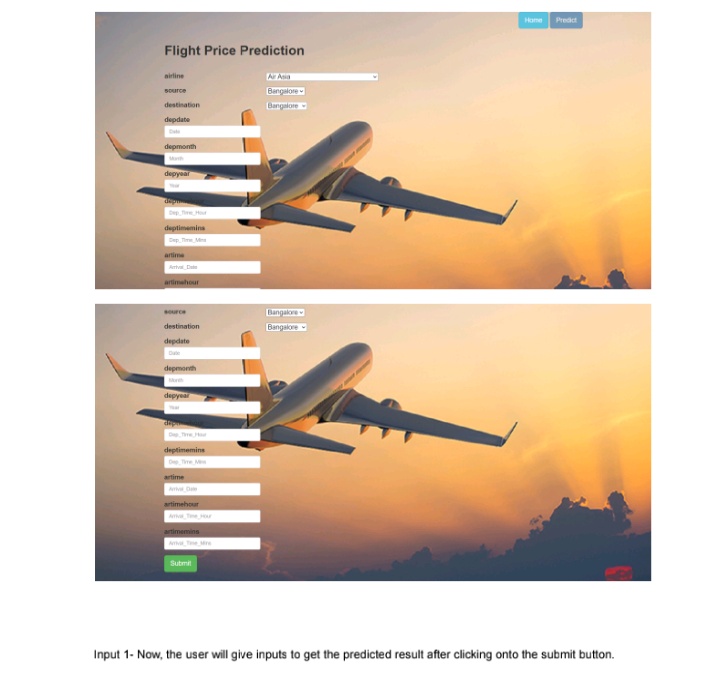 Home Predict
Flight Price Prediction
airline Air Asia
source Bangalore
destination Bangalore
depdate
Date
depmonth
Month
depyear
Year
Dep_Time_Hour
deptimemins
Dep_Time_Mins
artime
Arrival_Date
artimehour
source Bangalore
destination Bangalore
depdate
Date
depmonth
Month
depyear
Year
Dep_Time_Hour
deptimemins
Dep_Time_Mins
artime
Arrival_Date
artimehour
Arrival_Time_Hour
artimemins
Arrival_Time_Mins
Submit
Input 1- Now, the user will give inputs to get the predicted result after clicking onto the submit button.